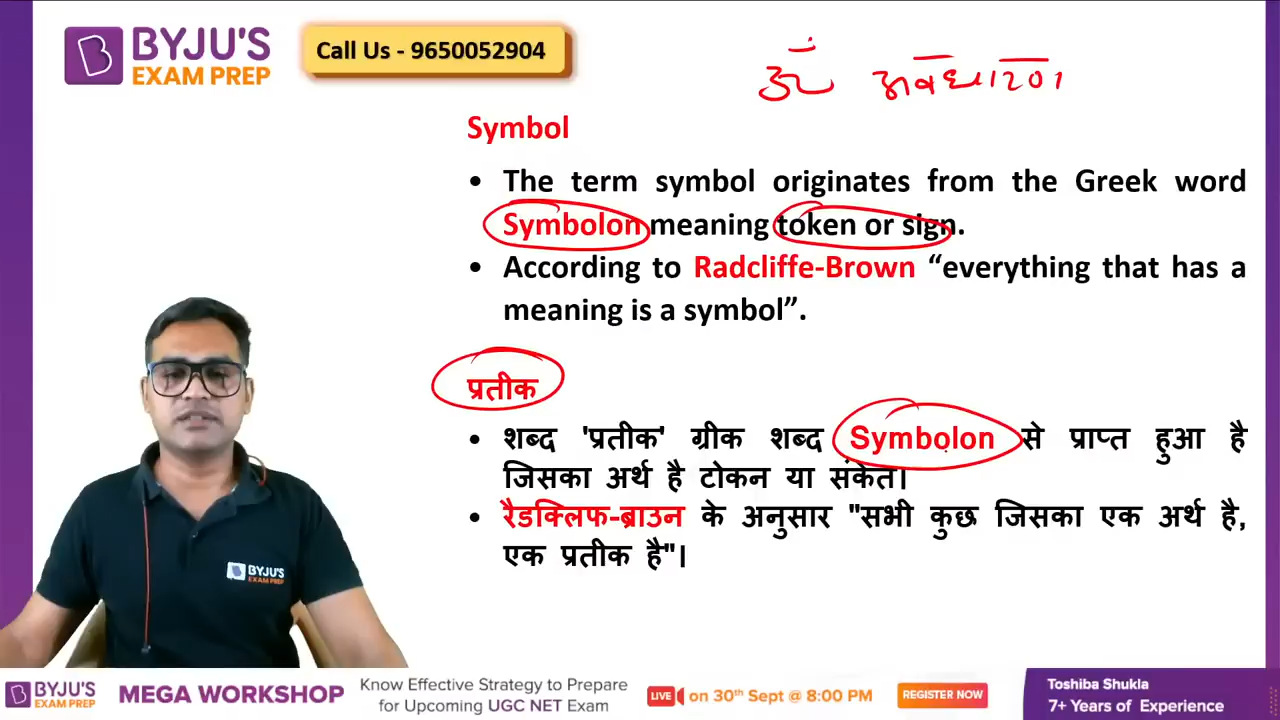 BYJU'S
EXAM PREP
Call Us - 9650052904
ॐ अवधारणा
Symbol
• The term symbol originates from the Greek word
Symbolon meaning token or sign.
• According to Radcliffe-Brown “everything that has a
meaning is a symbol”.
प्रतीक
• शब्द 'प्रतीक' ग्रीक शब्द Symbolon से प्राप्त हुआ है
जिसका अर्थ है टोकन या संकेत।
• रैडक्लिफ-ब्राउन के अनुसार "सभी कुछ जिसका एक अर्थ है,
एक प्रतीक है"।
BYJU'S
EXAM PREP
BYJU'S
EXAM PREP
MEGA WORKSHOP
Know Effective Strategy to Prepare
for Upcoming UGC NET Exam
LIVE on 30th Sept @ 8:00 PM
REGISTER NOW
Toshiba Shukla
7+ Years of Experience